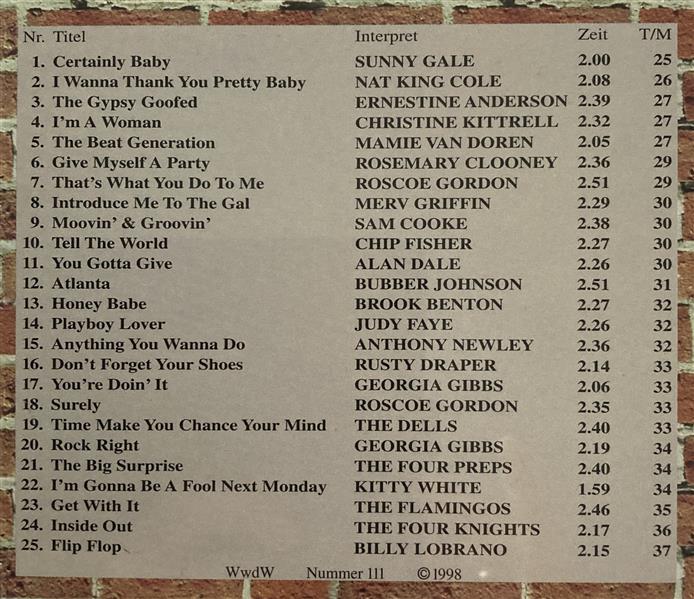 Nr. Titel Interpret Zeit T/M
1. Certainly Baby SUNNY GALE 2.00 25
2. I Wanna Thank You Pretty Baby NAT KING COLE 2.08 26
3. The Gypsy Goofed ERNESTINE ANDERSON 2.39 27
4. I'm A Woman CHRISTINE KITTRELL 2.32 27
5. The Beat Generation MAMIE VAN DOREN 2.05 27
6. Give Myself A Party ROSEMARY CLOONEY 2.36 29
7. That's What You Do To Me ROSCOE GORDON 2.51 29
8. Introduce Me To The Gal MERV GRIFFIN 2.29 30
9. Moovin' & Groovin' SAM COOKE 2.38 30
10. Tell The World CHIP FISHER 2.27 30
11. You Gotta Give ALAN DALE 2.26 30
12. Atlanta BUBBER JOHNSON 2.51 31
13. Honey Babe BROOK BENTON 2.27 32
14. Playboy Lover JUDY FAYE 2.26 32
15. Anything You Wanna Do ANTHONY NEWLEY 2.36 32
16. Don't Forget Your Shoes RUSTY DRAPER 2.14 33
17. You're Doin' It GEORGIA GIBBS 2.06 33
18. Surely ROSCOE GORDON 2.35 33
19. Time Make You Chance Your Mind THE DELLS 2.40 33
20. Rock Right GEORGIA GIBBS 2.19 34
21. The Big Surprise THE FOUR PREPS 2.40 34
22. I'm Gonna Be A Fool Next Monday KITTY WHITE 1.59 34
23. Get With It THE FLAMINGOS 2.46 35
24. Inside Out THE FOUR KNIGHTS 2.17 36
25. Flip Flop BILLY LOBRANO 2.15 37
WwdW Nummer 111 ©1998